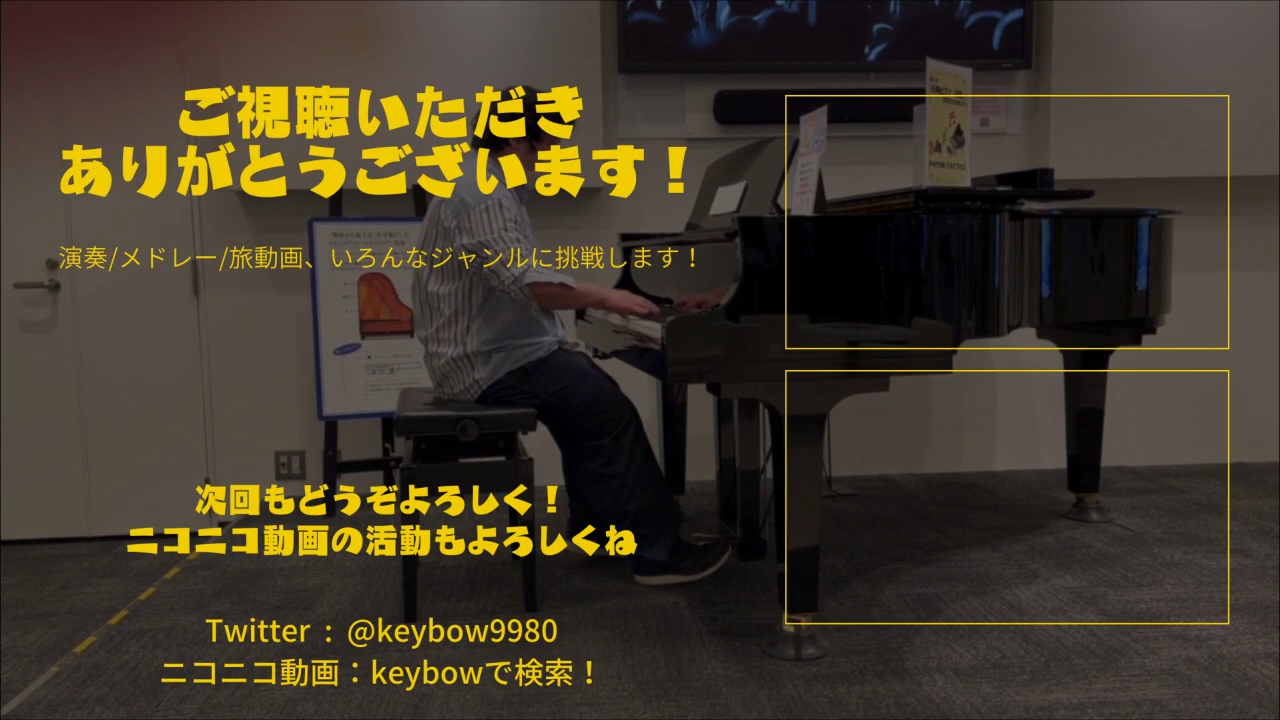 ご視聴いただき
ありがとうございます！
演奏/メドレー/旅動画、いろんなジャンルに挑戦します！
次回もどうぞよろしく！
ニコニコ動画の活動もよろしくね
Twitter : @keybow9980
ニコニコ動画：keybowで検索！